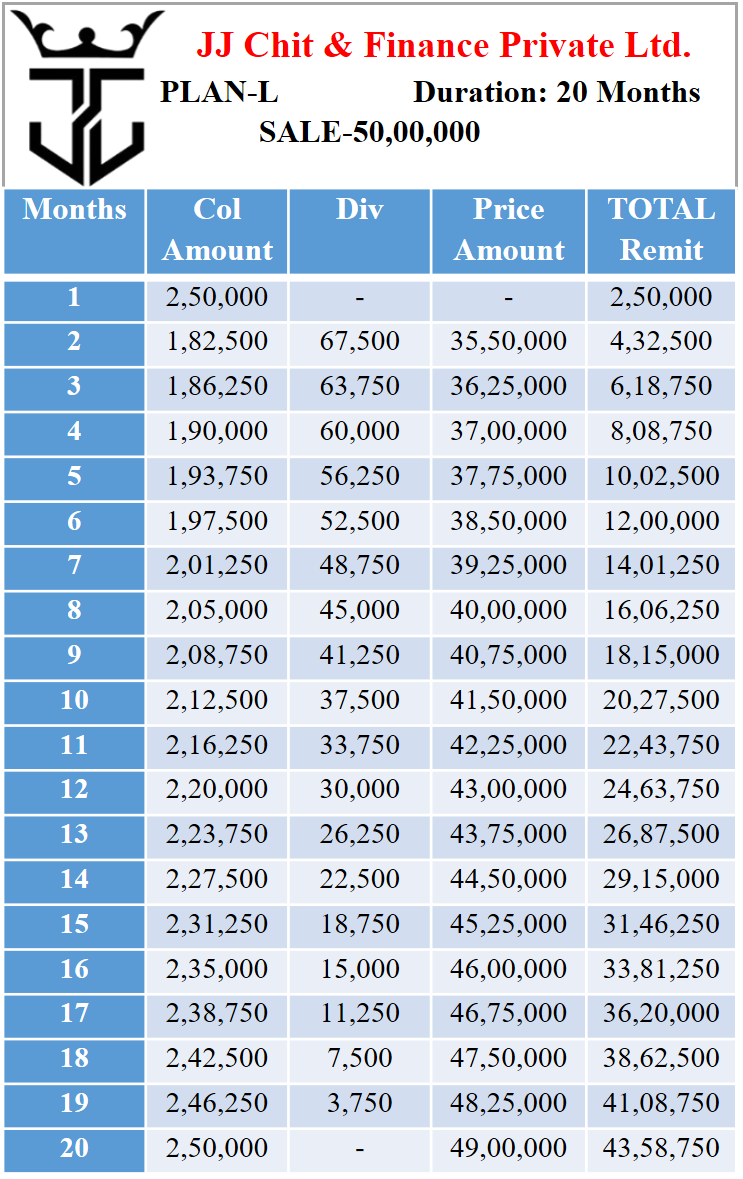 JJ Chit & Finance Private Ltd.
PLAN-L Duration: 20 Months
SALE-50,00,000
Months Col Amount Div Price Amount TOTAL Remit
1 2,50,000 - - 2,50,000
2 1,82,500 67,500 35,50,000 4,32,500
3 1,86,250 63,750 36,25,000 6,18,750
4 1,90,000 60,000 37,00,000 8,08,750
5 1,93,750 56,250 37,75,000 10,02,500
6 1,97,500 52,500 38,50,000 12,00,000
7 2,01,250 48,750 39,25,000 14,01,250
8 2,05,000 45,000 40,00,000 16,06,250
9 2,08,750 41,250 40,75,000 18,15,000
10 2,12,500 37,500 41,50,000 20,27,500
11 2,16,250 33,750 42,25,000 22,43,750
12 2,20,000 30,000 43,00,000 24,63,750
13 2,23,750 26,250 43,75,000 26,87,500
14 2,27,500 22,500 44,50,000 29,15,000
15 2,31,250 18,750 45,25,000 31,46,250
16 2,35,000 15,000 46,00,000 33,81,250
17 2,38,750 11,250 46,75,000 36,20,000
18 2,42,500 7,500 47,50,000 38,62,500
19 2,46,250 3,750 48,25,000 41,08,750
20 2,50,000 - 49,00,000 43,58,750